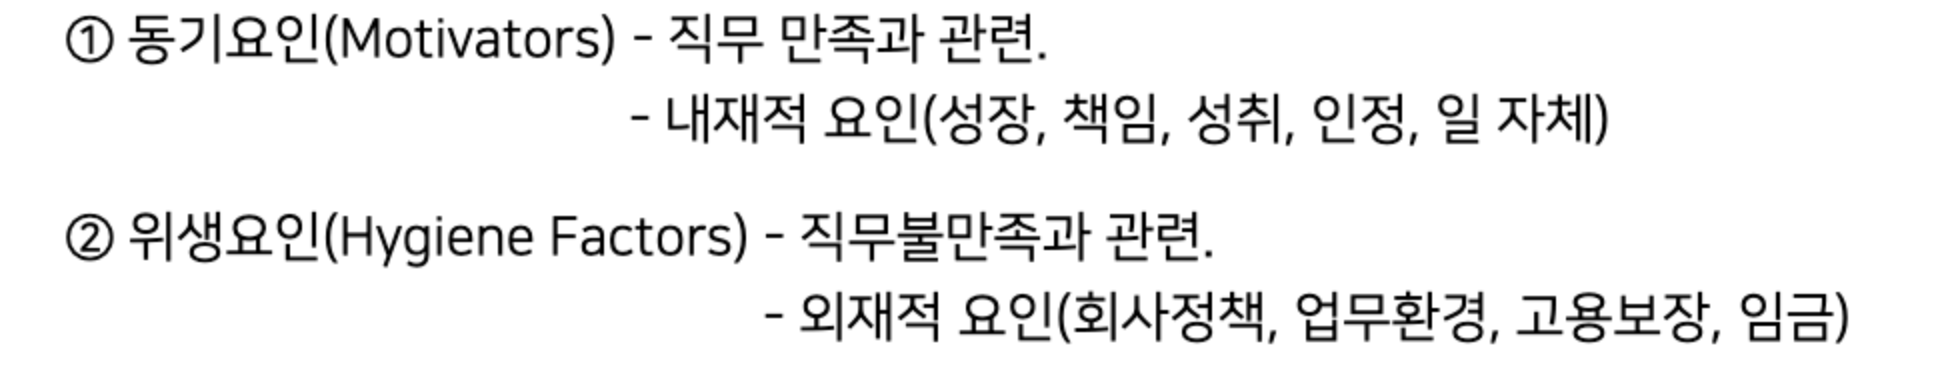 ① 동기요인(Motivators) - 직무 만족과 관련.
- 내재적 요인(성장, 책임, 성취, 인정, 일 자체)
② 위생요인(Hygiene Factors) - 직무불만족과 관련.
- 외재적 요인(회사정책, 업무환경, 고용보장, 임금)